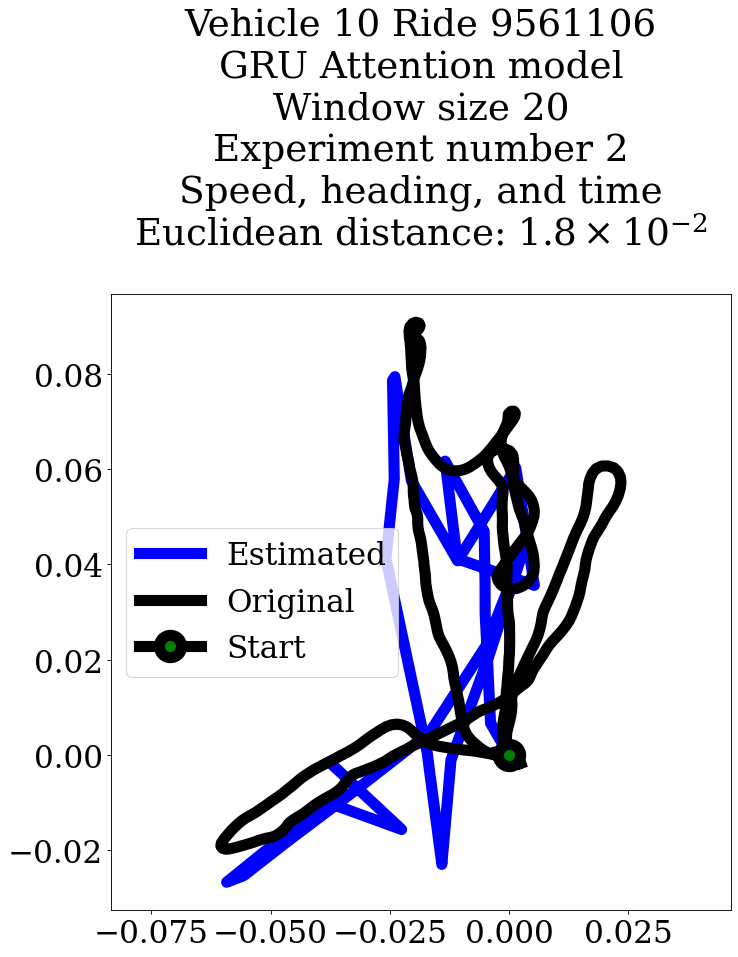 Vehicle 10 Ride 9561106
GRU Attention model
Window size 20
Experiment number 2
Speed, heading, and time
Euclidean distance: 1.8 × 10⁻²
0.08
0.06
0.04
0.02
0.00
−0.02
Estimated
Original
Start
−0.075 −0.050 −0.025 0.000 0.025